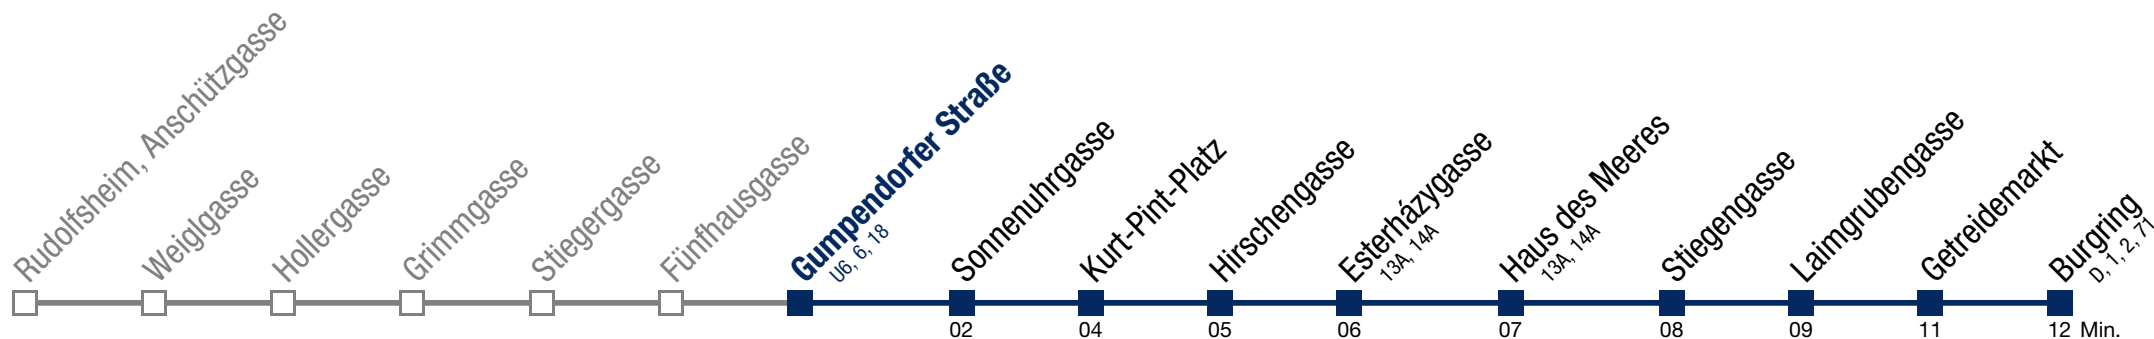 Rudolfsheim, Anschützgasse
Weiglgasse
Hollergasse
Grimmgasse
Stiegergasse
Fünfhausgasse
Gumpendorfer Straße
U6, 6, 18
Sonnenuhrgasse
Kurt-Pint-Platz
Hirschengasse
Esterházygasse
13A, 14A
Haus des Meeres
13A, 14A
Stiegengasse
Laimgrubengasse
Getreidemarkt
Burgring
D, 1, 2, 71
02 04 05 06 07 08 09 11 12 Min.